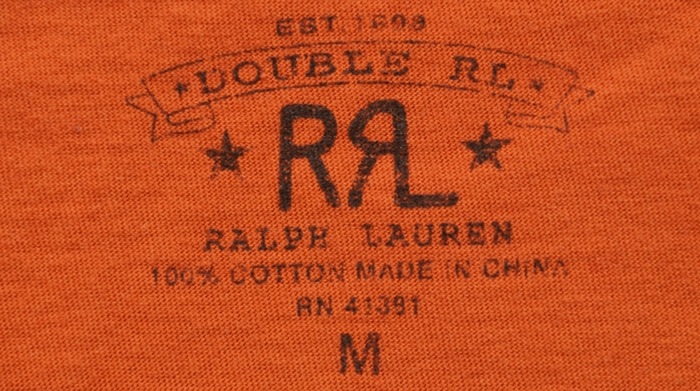 EST. 1993
DOUBLE RL
RRL
RALPH LAUREN
100% COTTON MADE IN CHINA
RN 41381
M